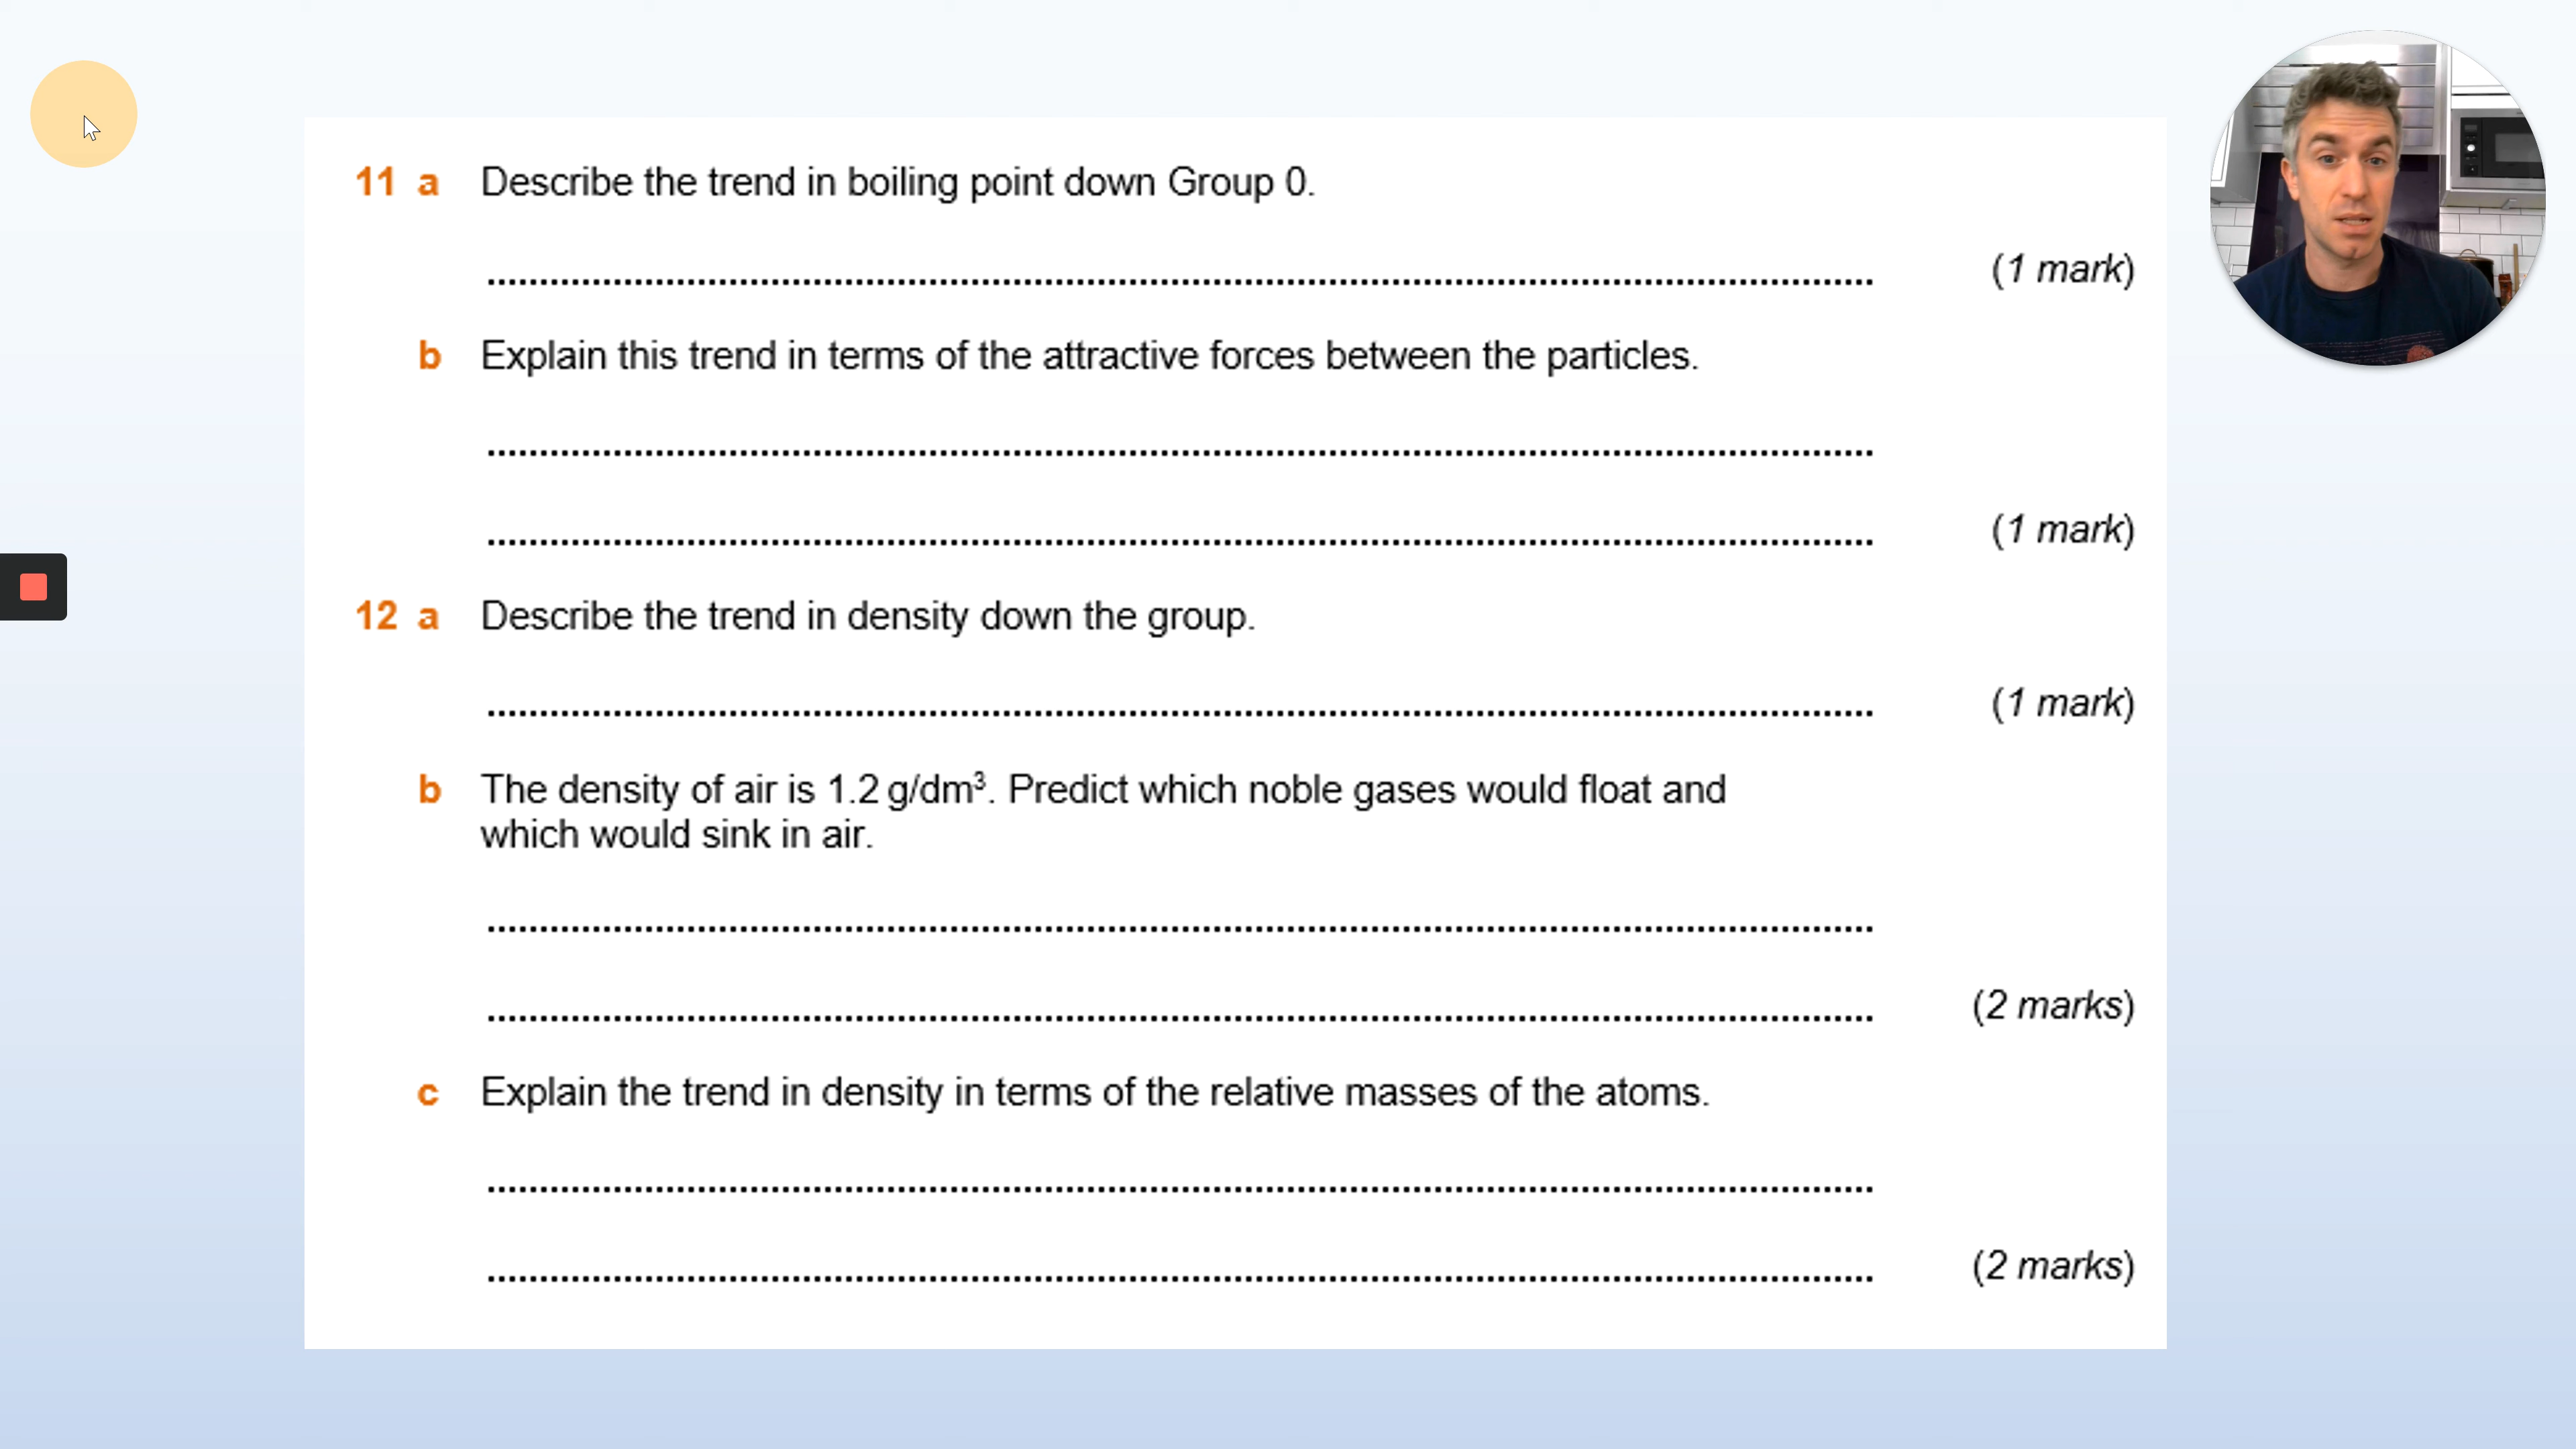 11 a Describe the trend in boiling point down Group 0.
(1 mark)
b Explain this trend in terms of the attractive forces between the particles.
(1 mark)
12 a Describe the trend in density down the group.
(1 mark)
b The density of air is 1.2 g/dm³. Predict which noble gases would float and
which would sink in air.
(2 marks)
c Explain the trend in density in terms of the relative masses of the atoms.
(2 marks)